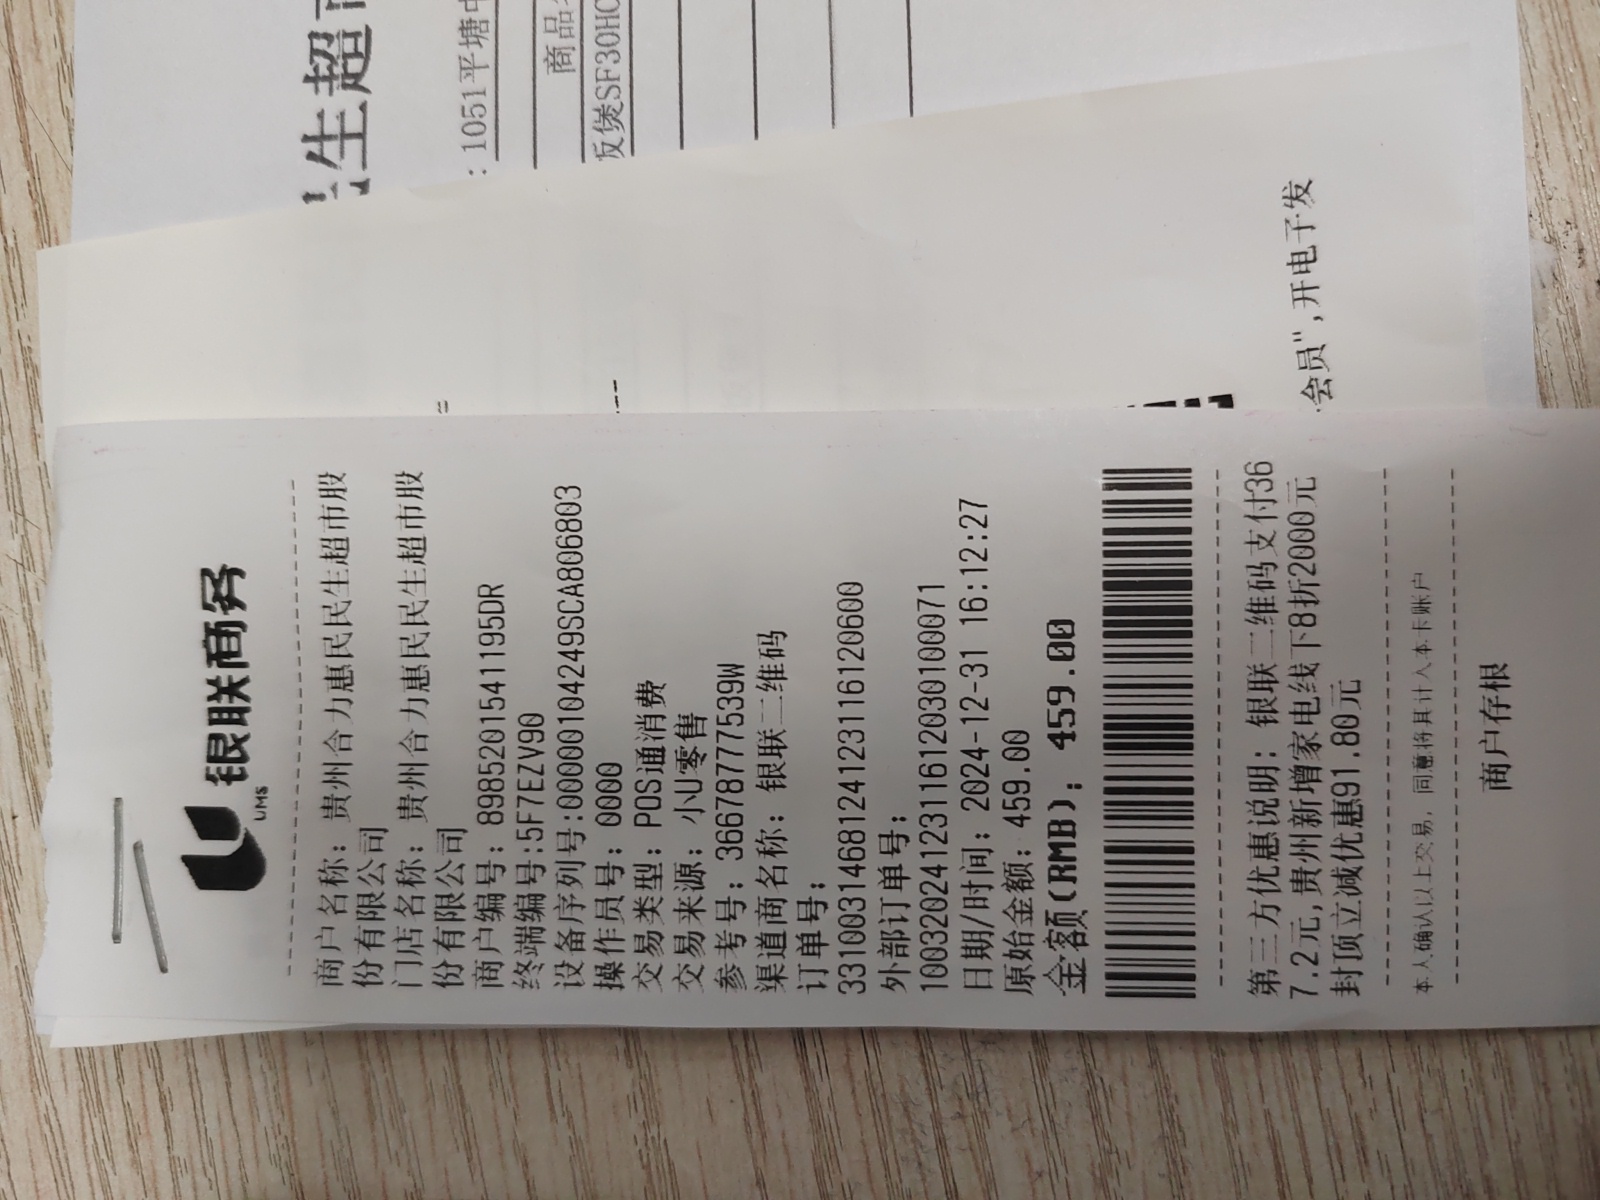 银联商务
UMS
商户名称：贵州合力惠民民生超市股
份有限公司
门店名称：贵州合力惠民民生超市股
份有限公司
商户编号：8985201541195DR
终端编号:5F7EZV90
设备序列号:00000104249SCA806803
操作员号：0000
交易类型：POS通消费
交易来源：小U零售
参考号：36678777539W
渠道商名称：银联二维码
订单号：
33100314681241231161120600
外部订单号：
10032024123116120301000​71
日期/时间：2024-12-31 16:12:27
原始金额：459.00
金额(RMB)：459.00
第三方优惠说明：银联二维码支付36
7.2元,贵州新增家电线下8折2000元
封顶立减优惠91.80元
本人确认以上交易，同意将其计入本卡账户
商户存根
会员",开电子发
生超市
：1051平塘中
商品名
饭煲SF30HC